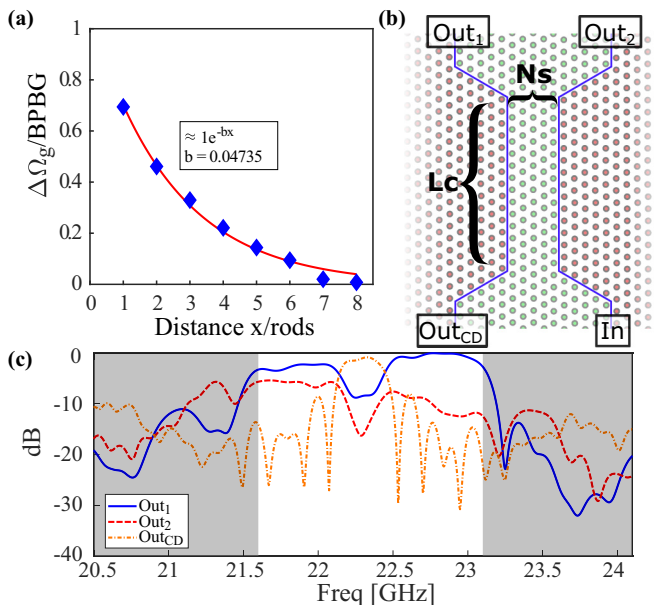 (a)
1
0.8
0.6
0.4
0.2
0
ΔΩg/BPBG
≈ 1e^-bx
b = 0.04735
0 1 2 3 4 5 6 7 8
Distance x/rods
(b)
Out1
Out2
Ns
Lc
OutCD
In
(c)
0
-10
-20
-30
-40
dB
Out1
Out2
OutCD
20.5 21 21.5 22 22.5 23 23.5 24
Freq [GHz]